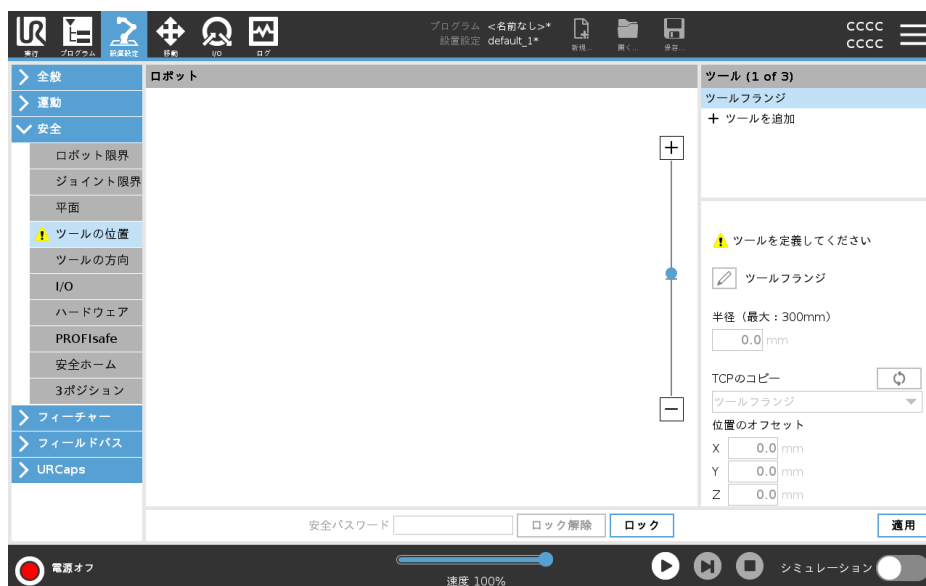 実行 プログラム 設置設定 移動 I/O ログ
プログラム <名前なし>*
設置設定 default_1*
新規... 開く... 保存...
CCCC
CCCC
全般
運動
安全
ロボット限界
ジョイント限界
平面
ツールの位置
ツールの方向
I/O
ハードウェア
PROFIsafe
安全ホーム
3ポジション
フィーチャー
フィールドバス
URCaps
ロボット
ツール (1 of 3)
ツールフランジ
+ ツールを追加
ツールを定義してください
ツールフランジ
半径（最大：300mm）
0.0 mm
TCPのコピー
ツールフランジ
位置のオフセット
X 0.0 mm
Y 0.0 mm
Z 0.0 mm
安全パスワード ロック解除 ロック 適用
電源オフ
速度 100%
シミュレーション